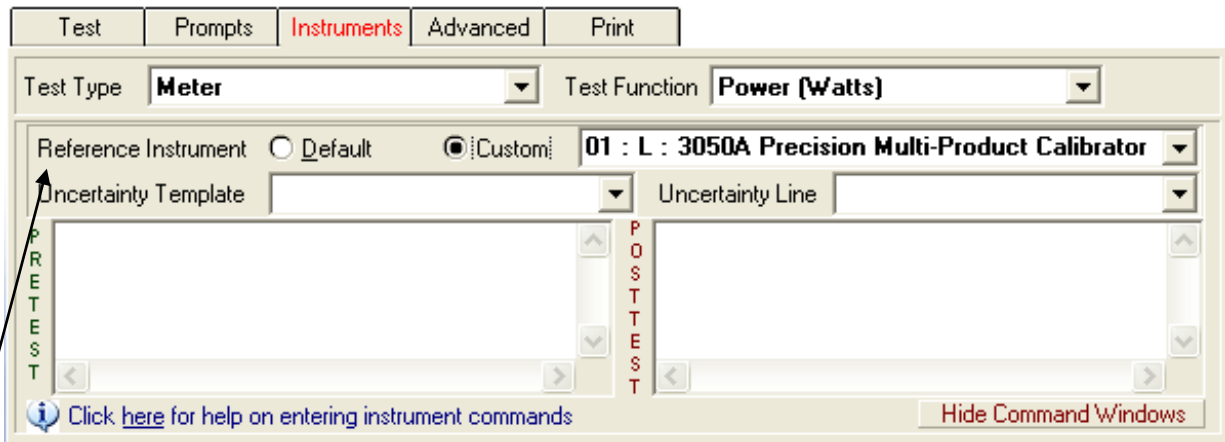 Test Prompts Instruments Advanced Print
Test Type Meter Test Function Power (Watts)
Reference Instrument Default Custom 01 : L : 3050A Precision Multi-Product Calibrator
Uncertainty Template Uncertainty Line
PRETEST
POSTTEST
Click here for help on entering instrument commands Hide Command Windows